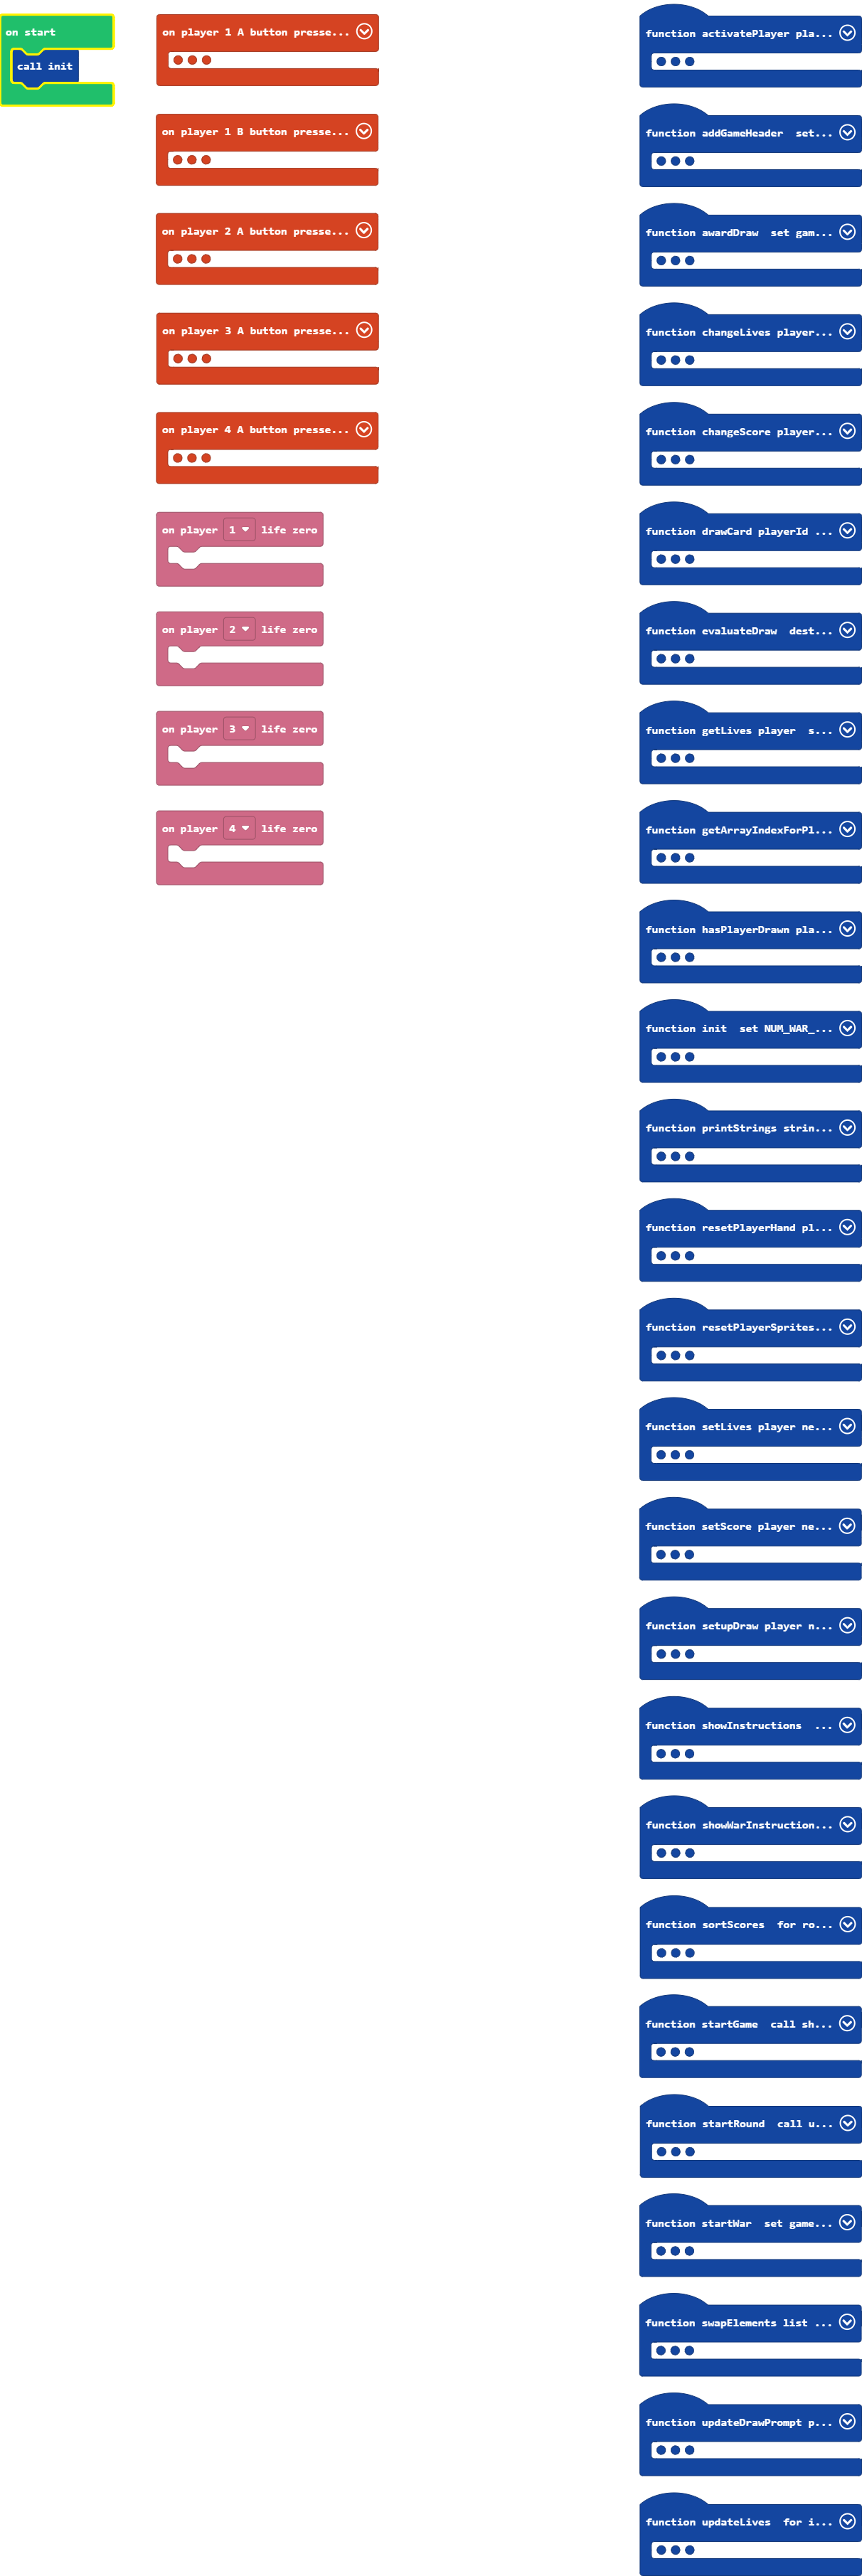 on start
call init
on player 1 A button presse...
on player 1 B button presse...
on player 2 A button presse...
on player 3 A button presse...
on player 4 A button presse...
on player 1 life zero
on player 2 life zero
on player 3 life zero
on player 4 life zero
function activatePlayer pla...
function addGameHeader set...
function awardDraw set gam...
function changeLives player...
function changeScore player...
function drawCard playerId ...
function evaluateDraw dest...
function getLives player s...
function getArrayIndexForPl...
function hasPlayerDrawn pla...
function init set NUM_WAR_...
function printStrings strin...
function resetPlayerHand pl...
function resetPlayerSprites...
function setLives player ne...
function setScore player ne...
function setupDraw player n...
function showInstructions ...
function showWarInstruction...
function sortScores for ro...
function startGame call sh...
function startRound call u...
function startWar set game...
function swapElements list ...
function updateDrawPrompt p...
function updateLives for i...